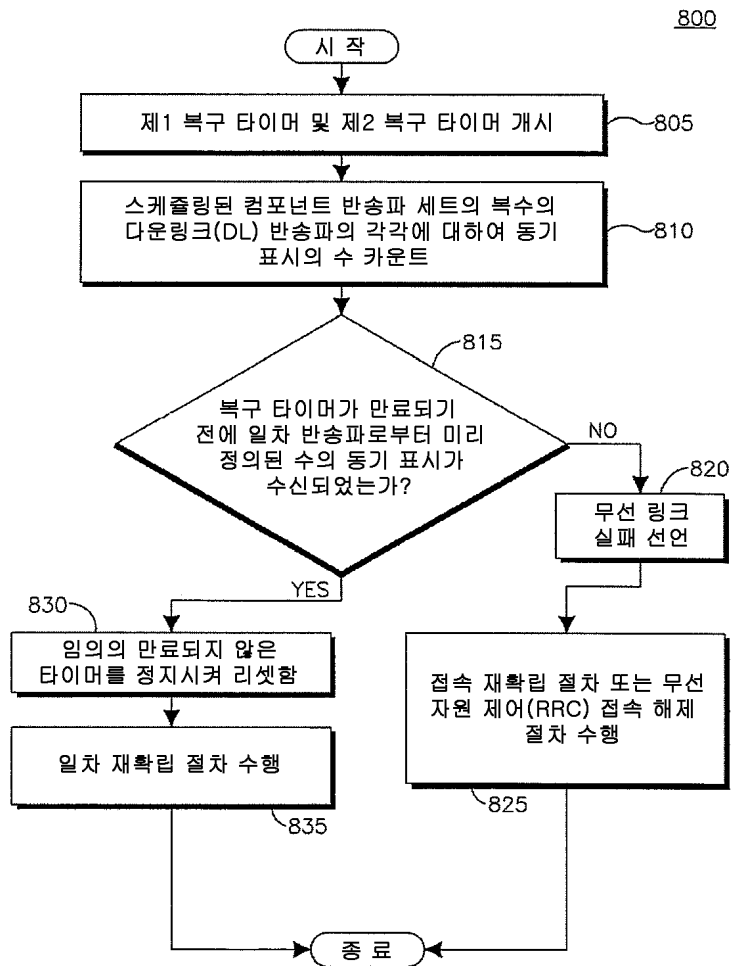 800
시 작
제1 복구 타이머 및 제2 복구 타이머 개시
805
스케쥴링된 컴포넌트 반송파 세트의 복수의
다운링크(DL) 반송파의 각각에 대하여 동기
표시의 수 카운트
810
815
복구 타이머가 만료되기
전에 일차 반송파로부터 미리
정의된 수의 동기 표시가
수신되었는가?
NO
820
무선 링크
실패 선언
YES
830
임의의 만료되지 않은
타이머를 정지시켜 리셋함
접속 재확립 절차 또는 무선
자원 제어(RRC) 접속 해제
절차 수행
825
일차 재확립 절차 수행
835
종 료